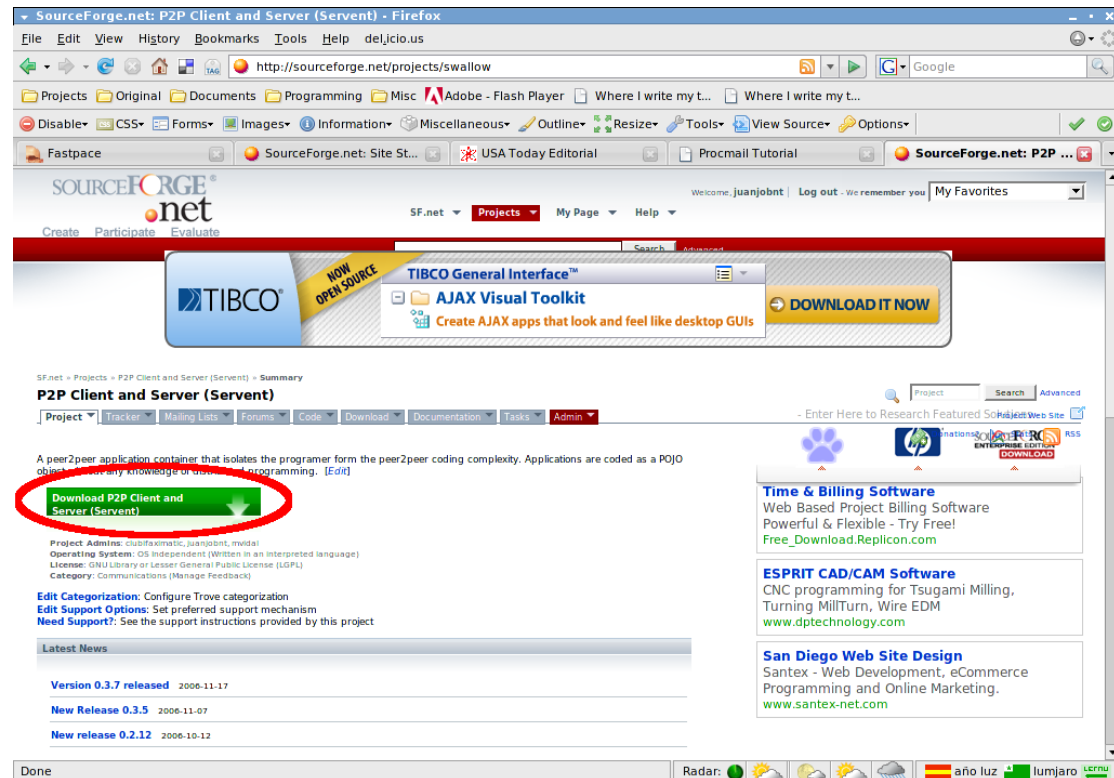 SourceForge.net: P2P Client and Server (Servent) - Firefox
File Edit View History Bookmarks Tools Help del.icio.us
http://sourceforge.net/projects/swallow
G Google
Projects Original Documents Programming Misc Adobe - Flash Player Where I write my t... Where I write my t...
Disable CSS Forms Images Information Miscellaneous Outline Resize Tools View Source Options
Fastpace SourceForge.net: Site St... USA Today Editorial Procmail Tutorial SourceForge.net: P2P ...
SOURCEFORGE®
.net
Create Participate Evaluate
Welcome, juanjobnt | Log out - We remember you My Favorites
SF.net Projects My Page Help
Search Advanced
NOW
OPEN SOURCE
TIBCO
TIBCO General Interface™
AJAX Visual Toolkit
Create AJAX apps that look and feel like desktop GUIs
DOWNLOAD IT NOW
SF.net » Projects » P2P Client and Server (Servent) » Summary
P2P Client and Server (Servent)
Project Search Advanced
Project Tracker Mailing Lists Forums Code Download Documentation Tasks Admin
- Enter Here to Research Featured
Web Site
RSS
ENTERPRISE EDITION
DOWNLOAD
A peer2peer application container that isolates the progrmer form the peer2peer coding complexity. Applications are coded as a POJO
any knowledge of programming. [Edit]
Download P2P Client and
Server (Servent)
Project Admins: clubifaximatic, juanjobnt, mvidal
Operating System: OS Independent (Written in an interpreted language)
License: GNU Library or Lesser General Public License (LGPL)
Category: Communications (Manage Feedback)
Edit Categorization: Configure Trove categorization
Edit Support Options: Set preferred support mechanism
Need Support?: See the support instructions provided by this project
Latest News
Version 0.3.7 released 2006-11-17
New Release 0.3.5 2006-11-07
New release 0.2.12 2006-10-12
Time & Billing Software
Web Based Project Billing Software
Powerful & Flexible - Try Free!
Free_Download.Replicon.com
ESPRIT CAD/CAM Software
CNC programming for Tsugami Milling,
Turning MillTurn, Wire EDM
www.dptechnology.com
San Diego Web Site Design
Santex - Web Development, eCommerce
Programming and Online Marketing.
www.santex-net.com
Done
Radar: año luz lumjaro